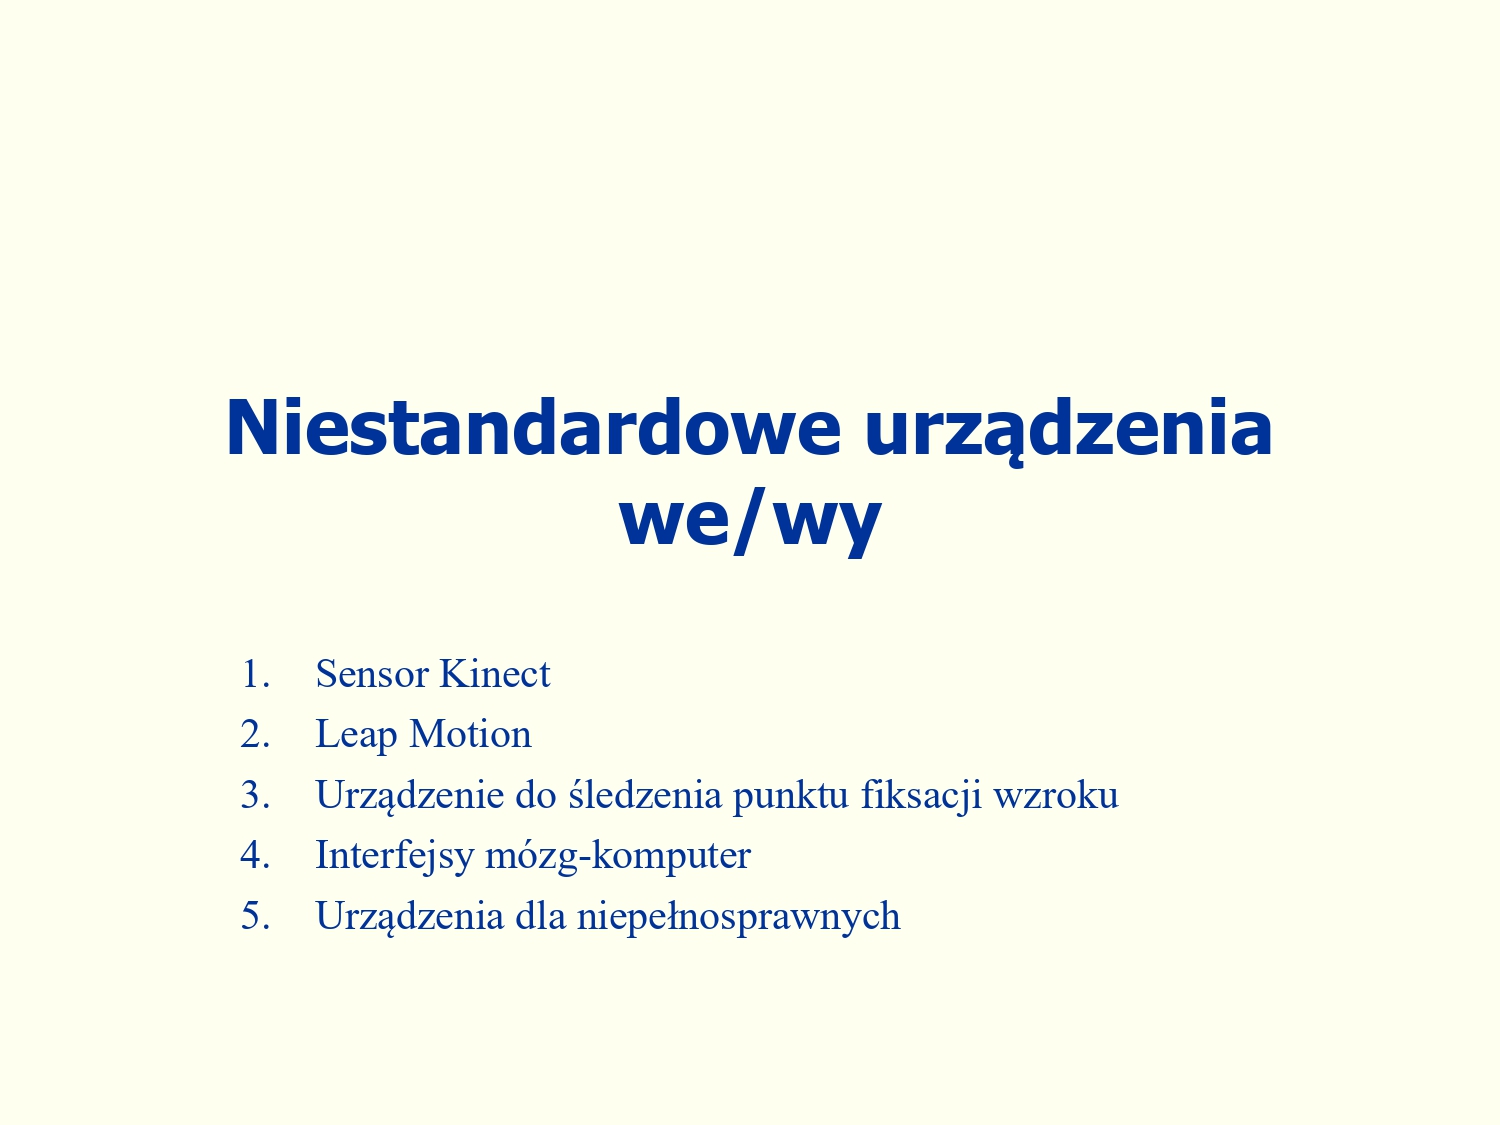 Niestandardowe urządzenia
we/wy
1. Sensor Kinect
2. Leap Motion
3. Urządzenie do śledzenia punktu fiksacji wzroku
4. Interfejsy mózg-komputer
5. Urządzenia dla niepełnosprawnych